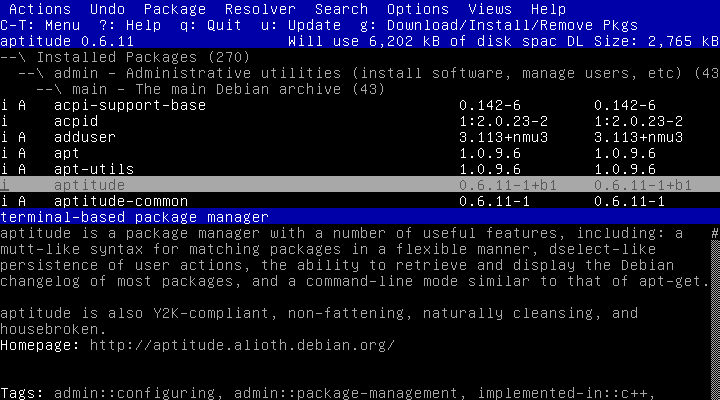 Actions  Undo  Package  Resolver  Search  Options  Views  Help
C-T: Menu  ?: Help  q: Quit  u: Update  g: Download/Install/Remove Pkgs
aptitude 0.6.11                 Will use 6,202 kB of disk spac DL Size: 2,765 kB
--\ Installed Packages (270)
  --\ admin - Administrative utilities (install software, manage users, etc) (43
    --\ main - The main Debian archive (43)
i A   acpi-support-base                            0.142-6        0.142-6
i     acpid                                        1:2.0.23-2     1:2.0.23-2
i A   adduser                                      3.113+nmu3     3.113+nmu3
i A   apt                                          1.0.9.6        1.0.9.6
i A   apt-utils                                    1.0.9.6        1.0.9.6
i     aptitude                                     0.6.11-1+b1    0.6.11-1+b1
i A   aptitude-common                              0.6.11-1       0.6.11-1
terminal-based package manager
aptitude is a package manager with a number of useful features, including: a   #
mutt-like syntax for matching packages in a flexible manner, dselect-like
persistence of user actions, the ability to retrieve and display the Debian
changelog of most packages, and a command-line mode similar to that of apt-get.
aptitude is also Y2K-compliant, non-fattening, naturally cleansing, and
housebroken.
Homepage: http://aptitude.alioth.debian.org/
Tags: admin::configuring, admin::package-management, implemented-in::c++,